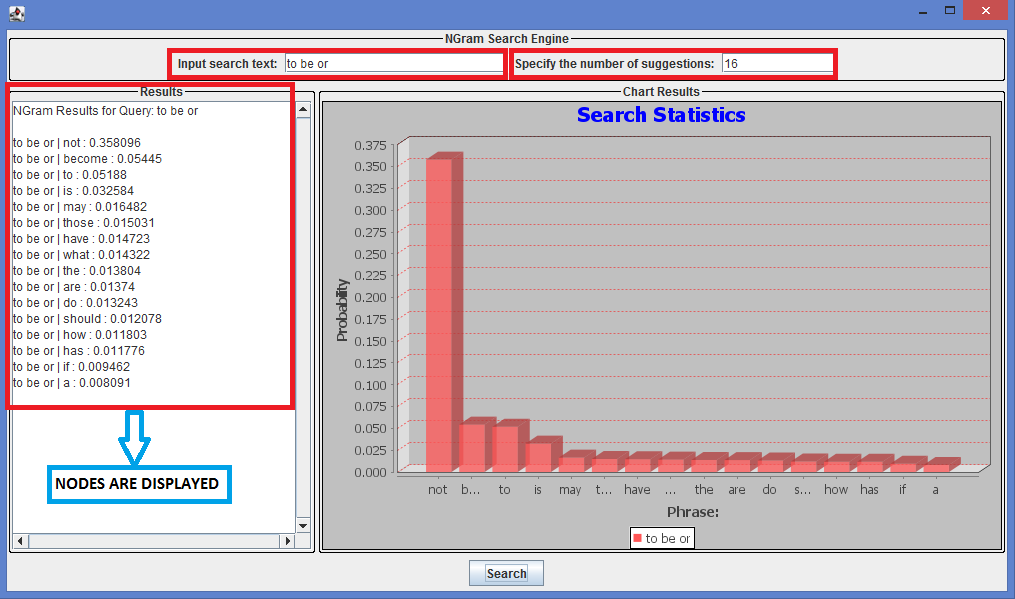 NGram Search Engine
Input search text: to be or Specify the number of suggestions: 16
Results
NGram Results for Query: to be or
to be or | not : 0.358096
to be or | become : 0.05445
to be or | to : 0.05188
to be or | is : 0.032584
to be or | may : 0.016482
to be or | those : 0.015031
to be or | have : 0.014723
to be or | what : 0.014322
to be or | the : 0.013804
to be or | are : 0.01374
to be or | do : 0.013243
to be or | should : 0.012078
to be or | how : 0.011803
to be or | has : 0.011776
to be or | if : 0.009462
to be or | a : 0.008091
NODES ARE DISPLAYED
Chart Results
Search Statistics
Probability
0.375
0.350
0.325
0.300
0.275
0.250
0.225
0.200
0.175
0.150
0.125
0.100
0.075
0.050
0.025
0.000
not b... to is may t... have ... the are do s... how has if a
Phrase:
to be or
Search